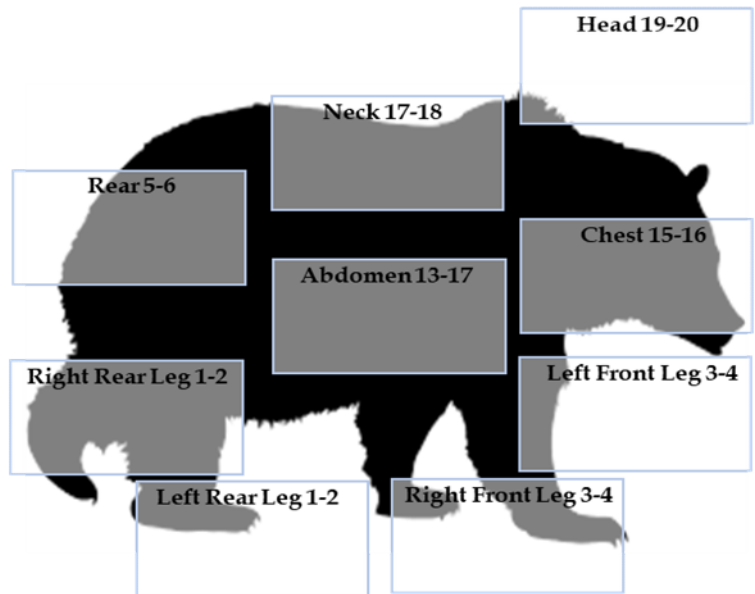 Head 19-20
Neck 17-18
Rear 5-6
Chest 15-16
Abdomen 13-17
Right Rear Leg 1-2
Left Front Leg 3-4
Left Rear Leg 1-2
Right Front Leg 3-4